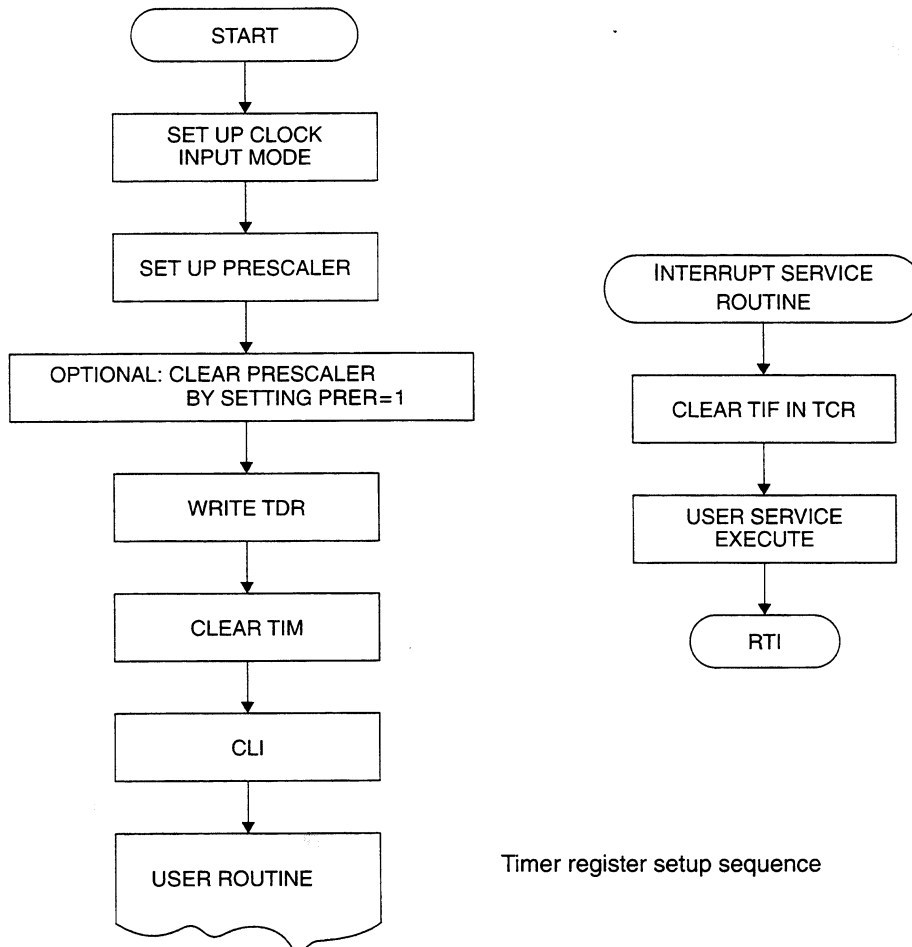 START
SET UP CLOCK
INPUT MODE
SET UP PRESCALER
OPTIONAL: CLEAR PRESCALER
BY SETTING PRER=1
WRITE TDR
CLEAR TIM
CLI
USER ROUTINE
INTERRUPT SERVICE
ROUTINE
CLEAR TIF IN TCR
USER SERVICE
EXECUTE
RTI
Timer register setup sequence